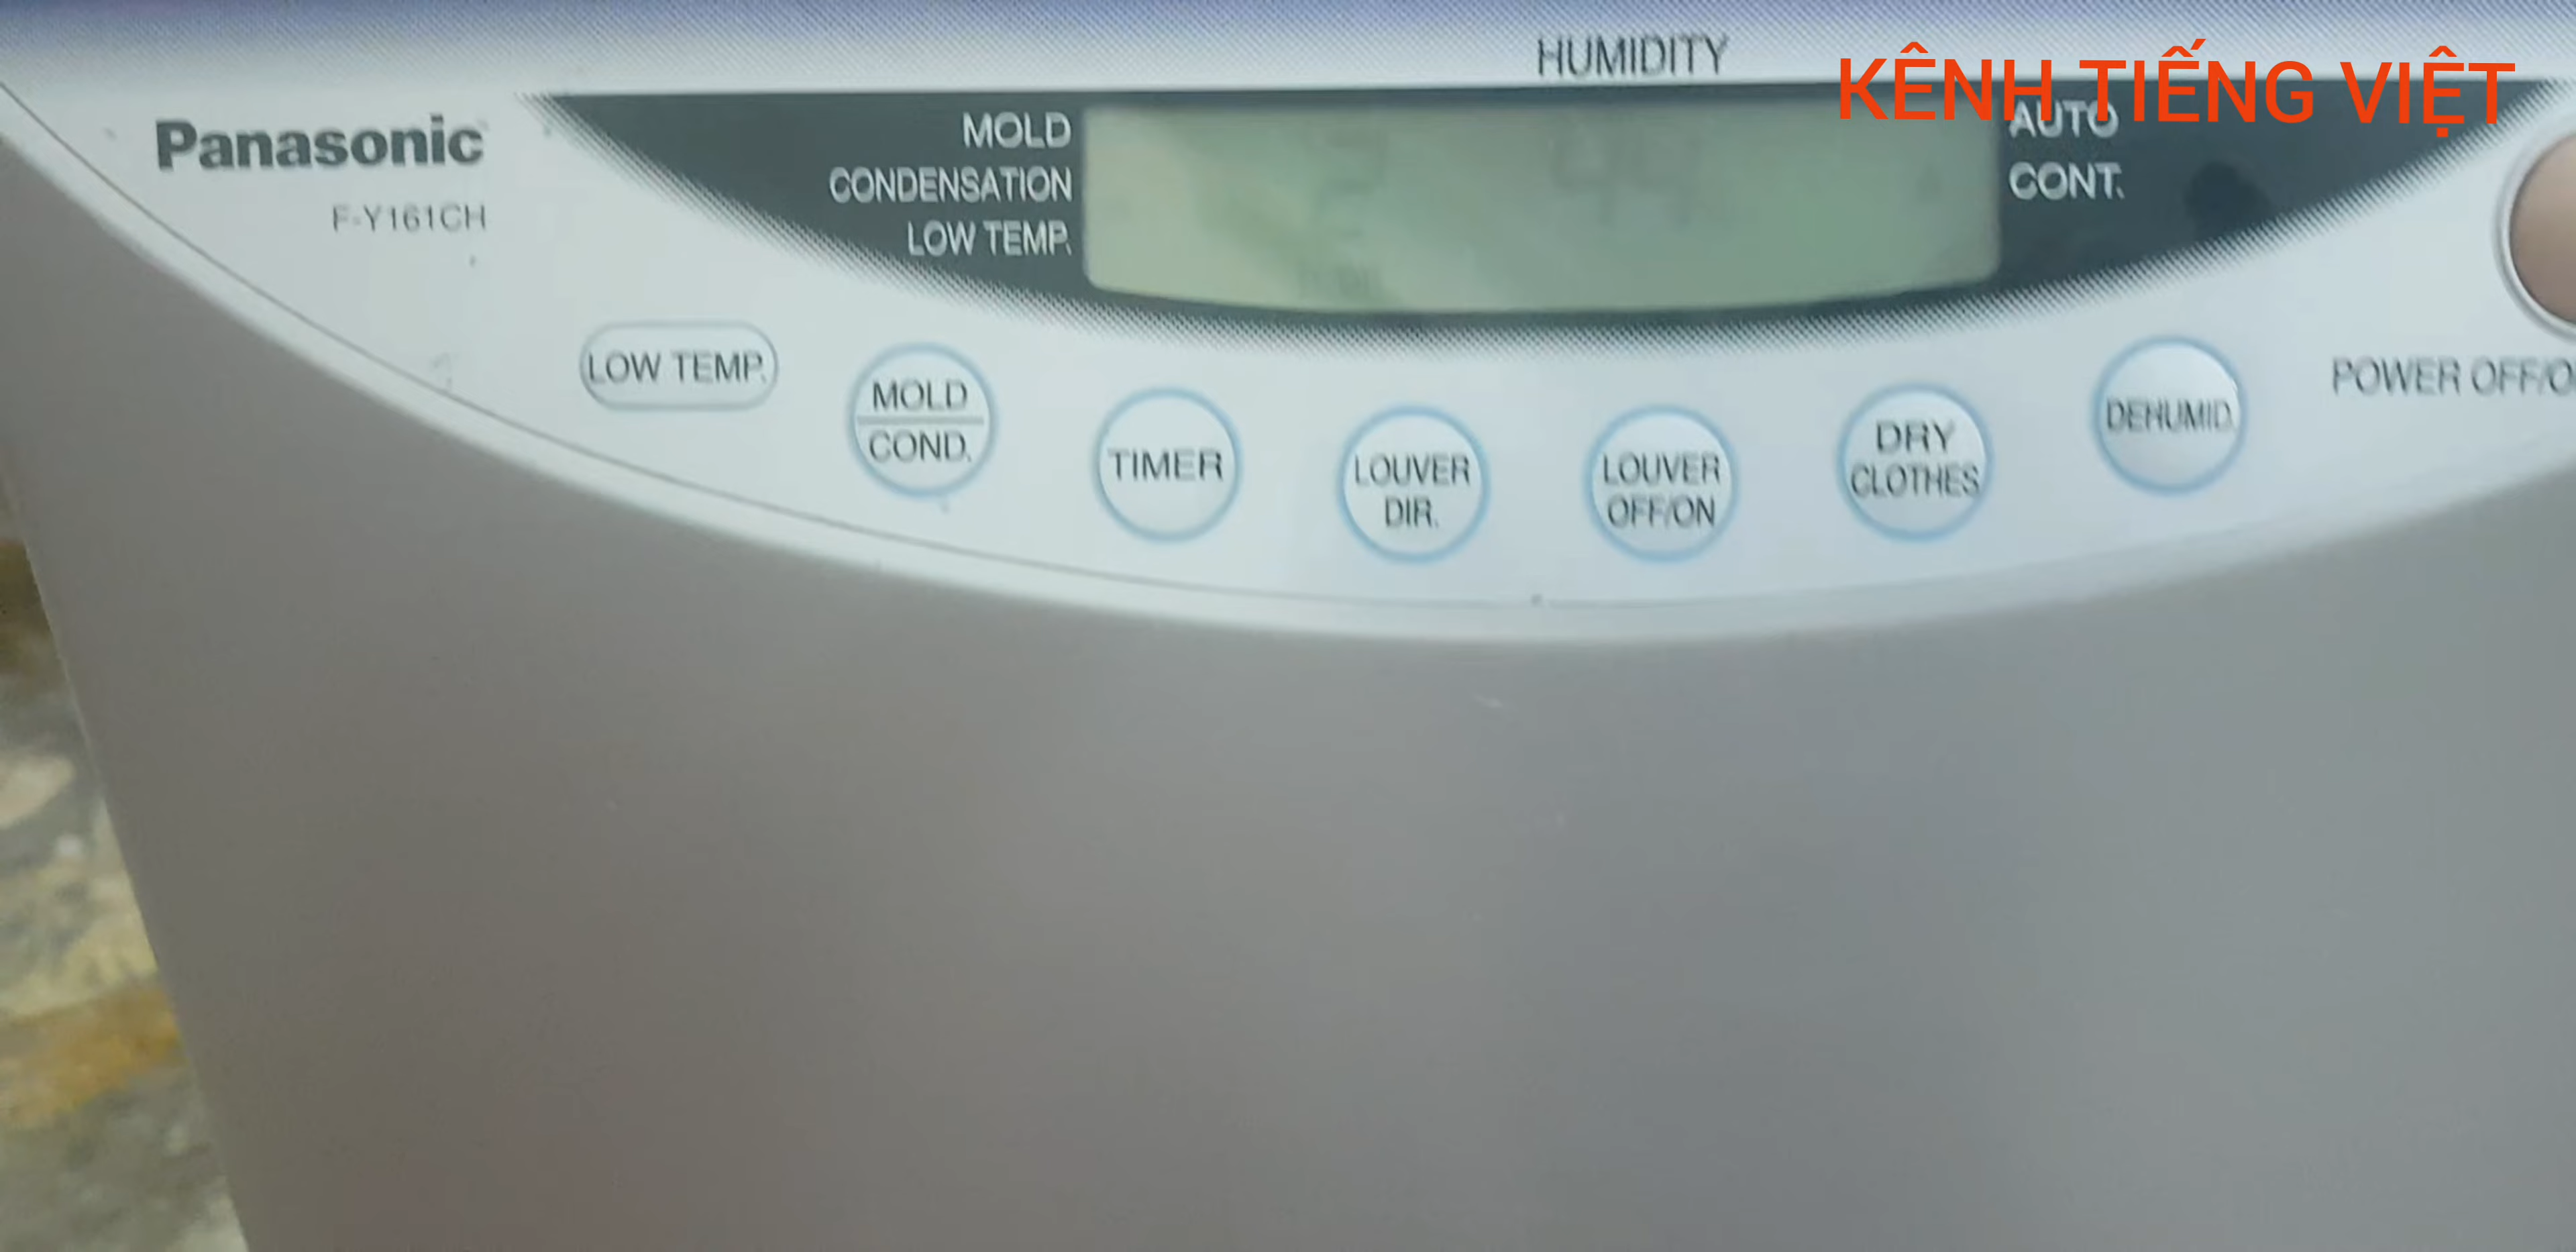 HUMIDITY
KÊNH TIẾNG VIỆT
Panasonic
F-Y161CH
MOLD
CONDENSATION
LOW TEMP.
AUTO
CONT.
LOW TEMP.
MOLD
COND.
TIMER
LOUVER
DIR.
LOUVER
OFF/ON
DRY
CLOTHES
DEHUMID.
POWER OFF/O